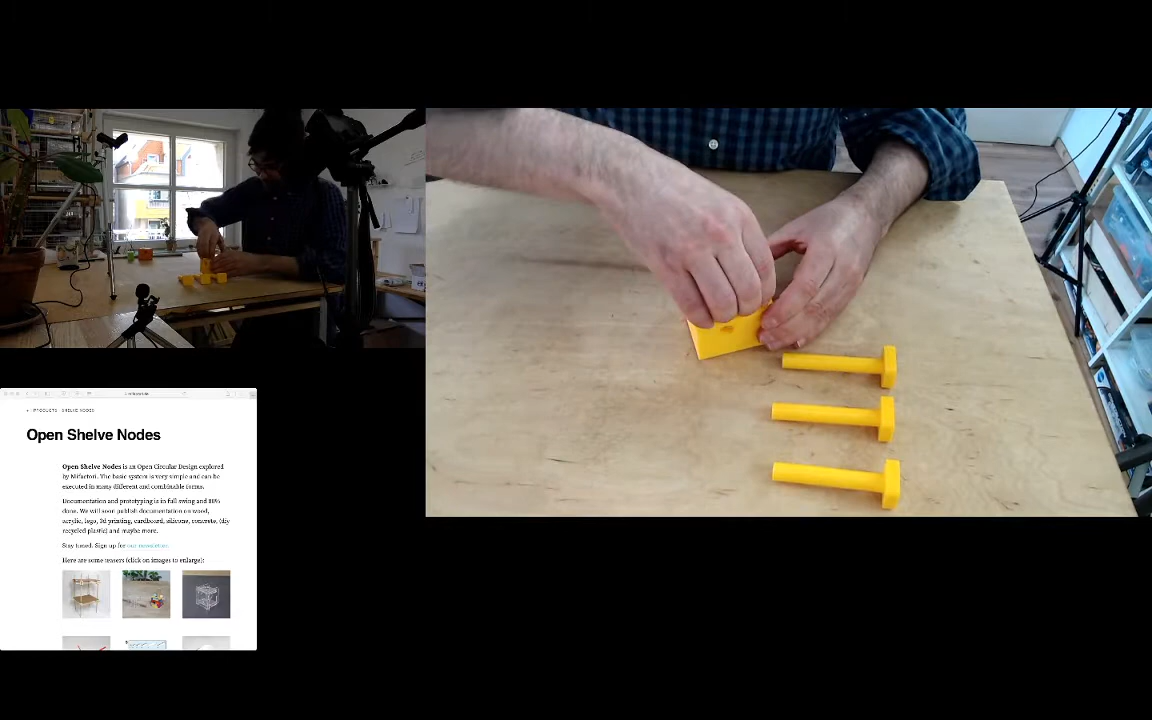 PRODUCTS SHELVE NODES
Open Shelve Nodes
Open Shelve Nodes is an Open Circular Design explored
by Mifactori. The basic system is very simple and can be
executed in many different and combinable forms.
Documentation and prototyping is in full swing and 80%
done. We will soon publish documentation on wood,
acrylic, lego, 3d printing, cardboard, silicone, concrete, (diy
recycled plastic) and maybe more.
Stay tuned. Sign up for our newsletter.
Here are some teasers (click on images to enlarge):